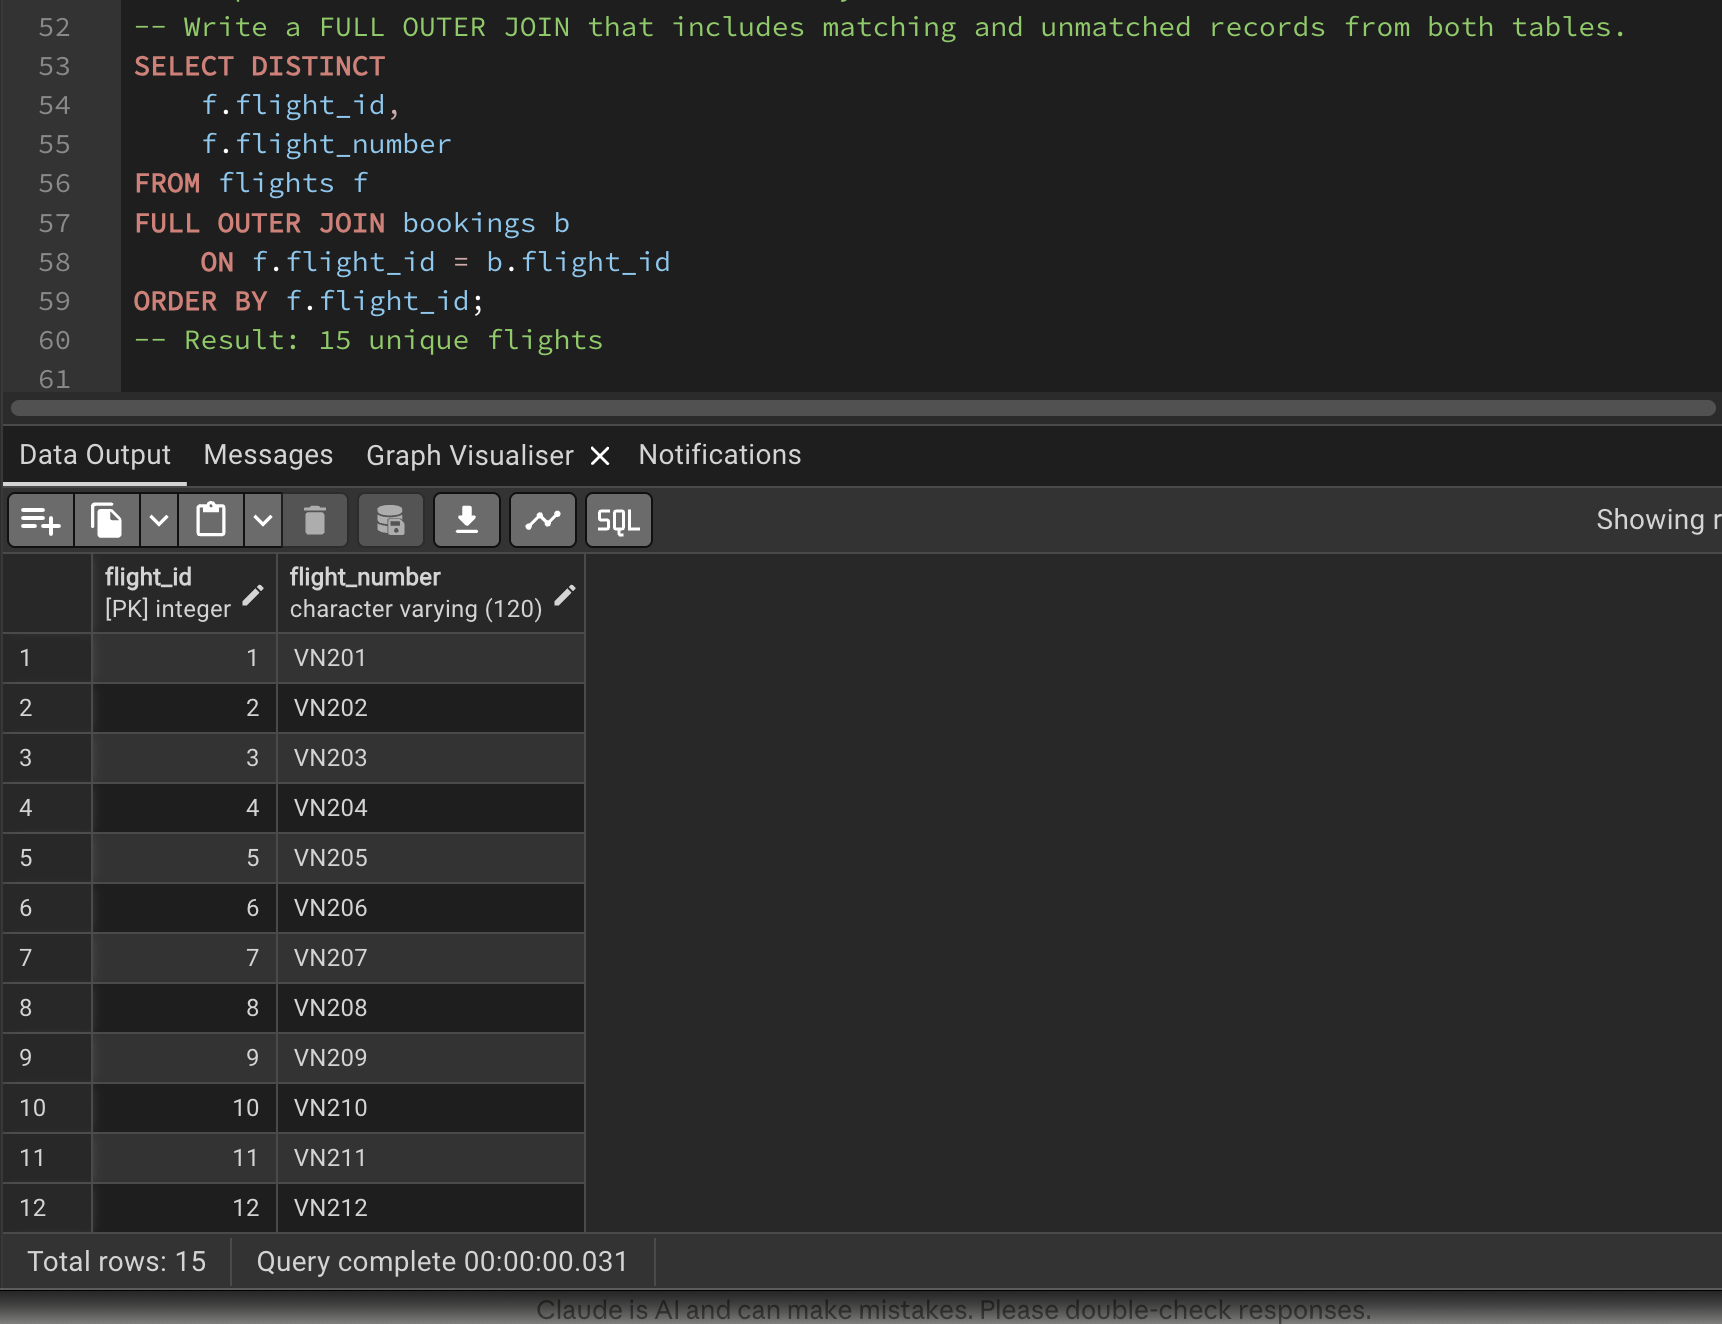 52 -- Write a FULL OUTER JOIN that includes matching and unmatched records from both tables.
53 SELECT DISTINCT
54 f.flight_id,
55 f.flight_number
56 FROM flights f
57 FULL OUTER JOIN bookings b
58 ON f.flight_id = b.flight_id
59 ORDER BY f.flight_id;
60 -- Result: 15 unique flights
61
Data Output Messages Graph Visualiser × Notifications
SQL Showing r
flight_id flight_number
[PK] integer character varying (120)
1 1 VN201
2 2 VN202
3 3 VN203
4 4 VN204
5 5 VN205
6 6 VN206
7 7 VN207
8 8 VN208
9 9 VN209
10 10 VN210
11 11 VN211
12 12 VN212
Total rows: 15 Query complete 00:00:00.031
Claude is AI and can make mistakes. Please double-check responses.